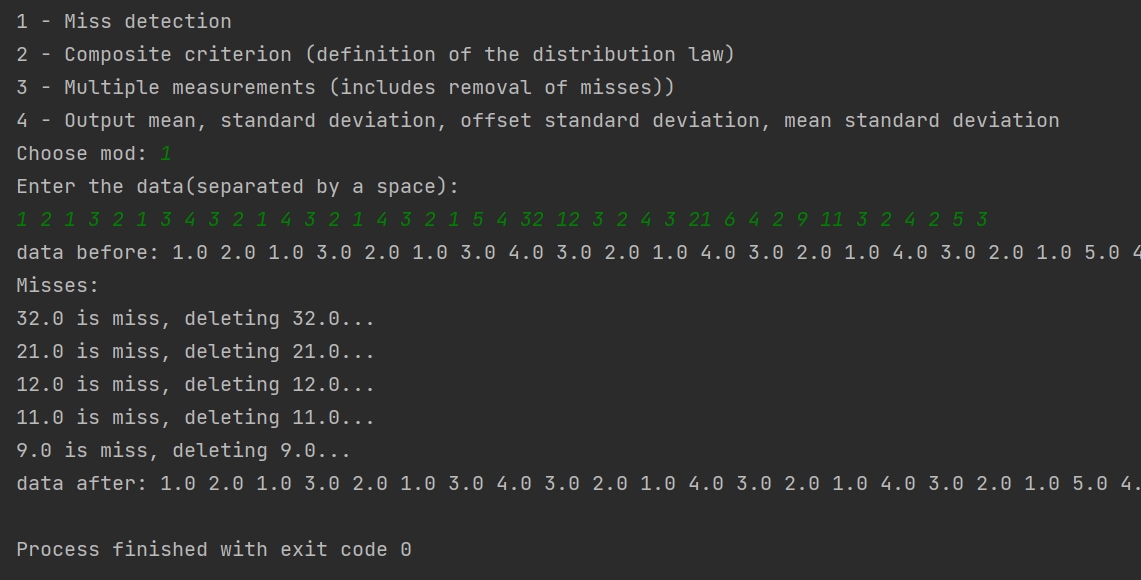 1 - Miss detection
2 - Composite criterion (definition of the distribution law)
3 - Multiple measurements (includes removal of misses))
4 - Output mean, standard deviation, offset standard deviation, mean standard deviation
Choose mod: 1
Enter the data(separated by a space):
1 2 1 3 2 1 3 4 3 2 1 4 3 2 1 4 3 2 1 5 4 32 12 3 2 4 3 21 6 4 2 9 11 3 2 4 2 5 3
data before: 1.0 2.0 1.0 3.0 2.0 1.0 3.0 4.0 3.0 2.0 1.0 4.0 3.0 2.0 1.0 4.0 3.0 2.0 1.0 5.0 4
Misses:
32.0 is miss, deleting 32.0...
21.0 is miss, deleting 21.0...
12.0 is miss, deleting 12.0...
11.0 is miss, deleting 11.0...
9.0 is miss, deleting 9.0...
data after: 1.0 2.0 1.0 3.0 2.0 1.0 3.0 4.0 3.0 2.0 1.0 4.0 3.0 2.0 1.0 4.0 3.0 2.0 1.0 5.0 4.
Process finished with exit code 0